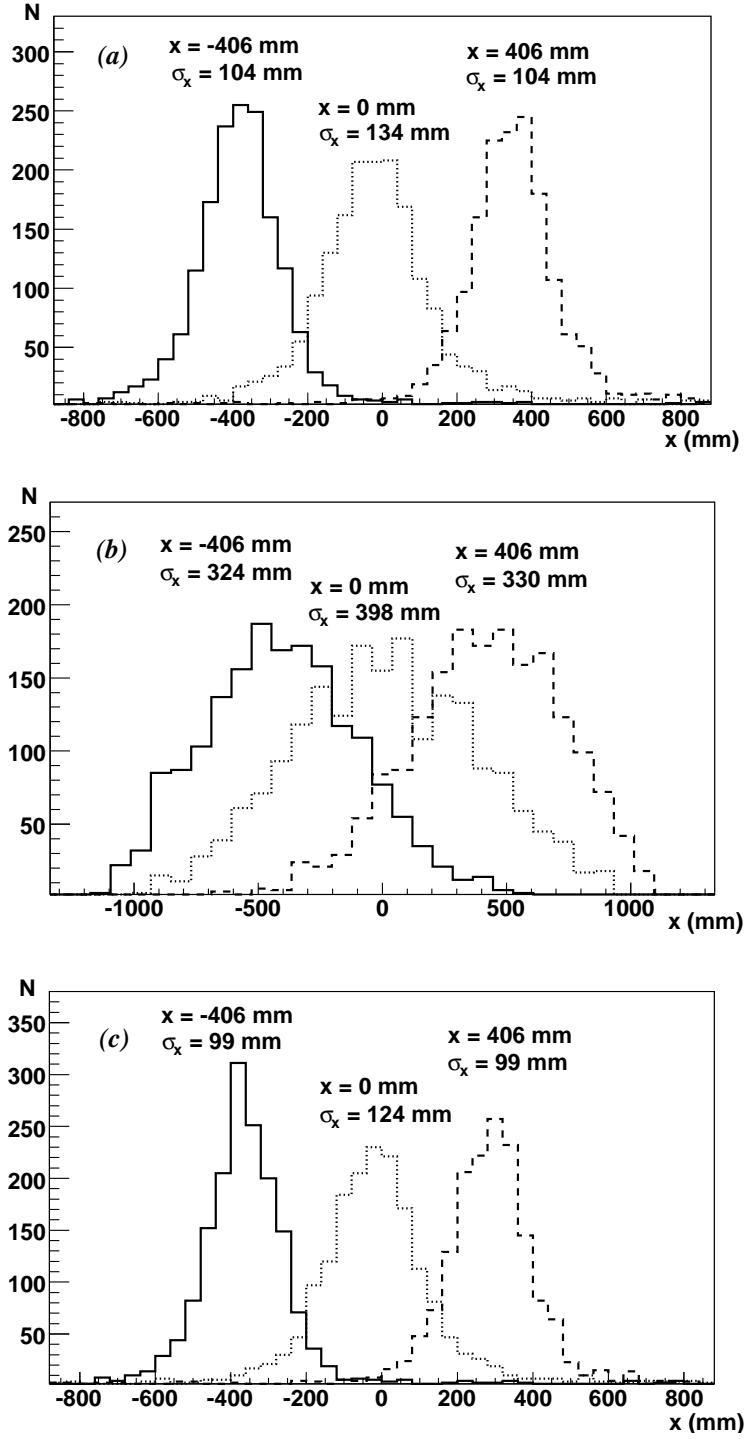 N
(a)
x = -406 mm
σx = 104 mm
x = 0 mm
σx = 134 mm
x = 406 mm
σx = 104 mm
300
250
200
150
100
50
-800 -600 -400 -200 0 200 400 600 800
x (mm)
N
(b)
x = -406 mm
σx = 324 mm
x = 0 mm
σx = 398 mm
x = 406 mm
σx = 330 mm
250
200
150
100
50
-1000 -500 0 500 1000
x (mm)
N
(c)
x = -406 mm
σx = 99 mm
x = 0 mm
σx = 124 mm
x = 406 mm
σx = 99 mm
350
300
250
200
150
100
50
-800 -600 -400 -200 0 200 400 600 800
x (mm)